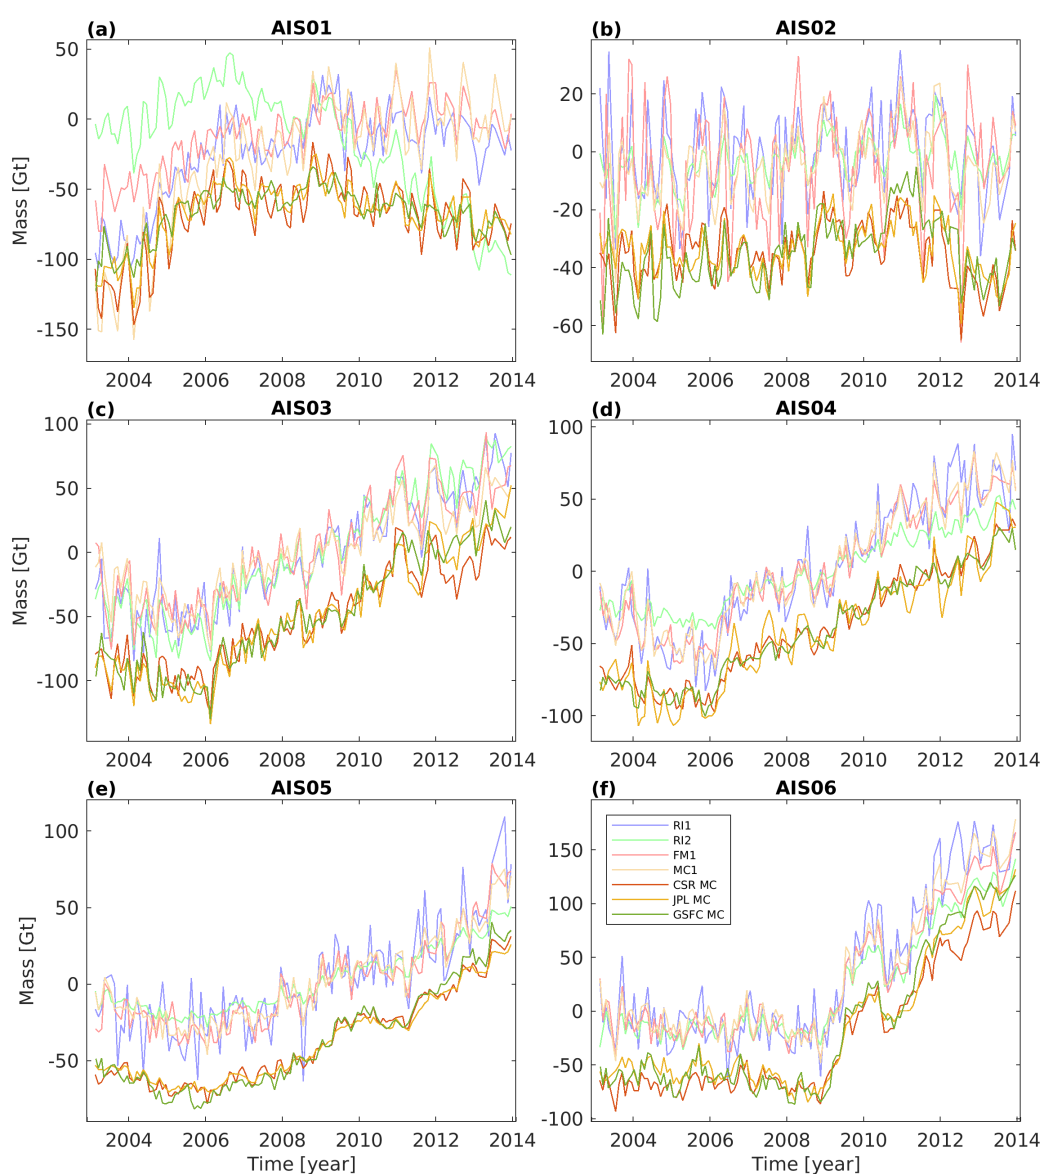 (a) AIS01
50
0
-50
-100
-150
Mass [Gt]
2004 2006 2008 2010 2012 2014
(b) AIS02
20
0
-20
-40
-60
2004 2006 2008 2010 2012 2014
(c) AIS03
100
50
0
-50
-100
Mass [Gt]
2004 2006 2008 2010 2012 2014
(d) AIS04
100
50
0
-50
-100
2004 2006 2008 2010 2012 2014
(e) AIS05
100
50
0
-50
Mass [Gt]
2004 2006 2008 2010 2012 2014
Time [year]
(f) AIS06
150
100
50
0
-50
-100
RI1
RI2
FM1
MC1
CSR MC
JPL MC
GSFC MC
2004 2006 2008 2010 2012 2014
Time [year]